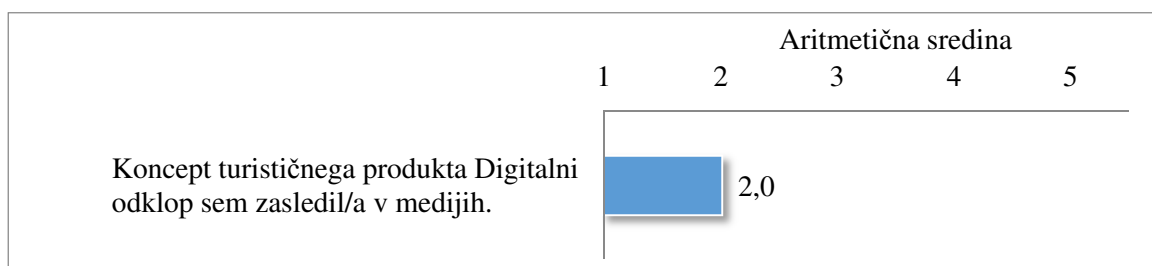 Aritmetična sredina
1 2 3 4 5
Koncept turističnega produkta Digitalni
odklop sem zasledil/a v medijih.
2,0